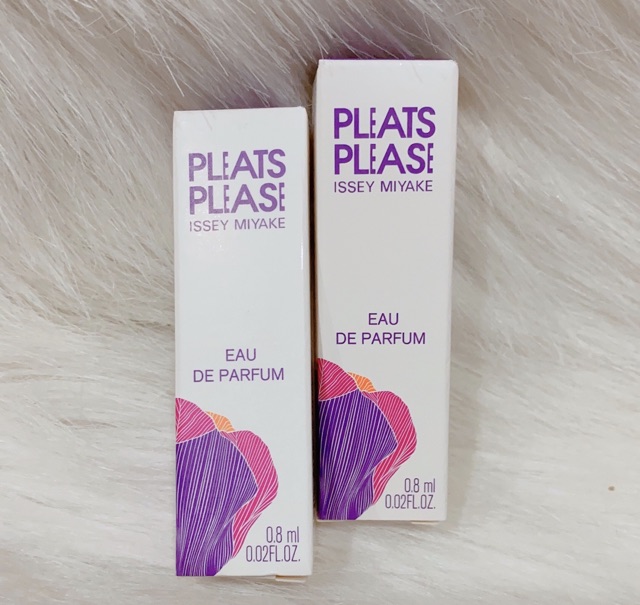 PLEATS
PLEASE
ISSEY MIYAKE
EAU
DE PARFUM
0.8 ml
0.02FL.OZ.
PLEATS
PLEASE
ISSEY MIYAKE
EAU
DE PARFUM
0.8 ml
0.02FL.OZ.